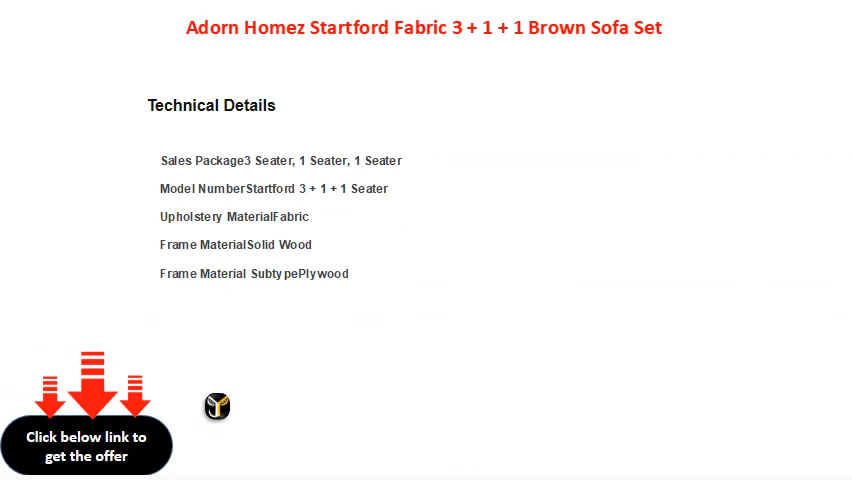 Adorn Homez Startford Fabric 3 + 1 + 1 Brown Sofa Set
Technical Details
Sales Package3 Seater, 1 Seater, 1 Seater
Model NumberStartford 3 + 1 + 1 Seater
Upholstery MaterialFabric
Frame MaterialSolid Wood
Frame Material SubtypePlywood
Click below link to
get the offer